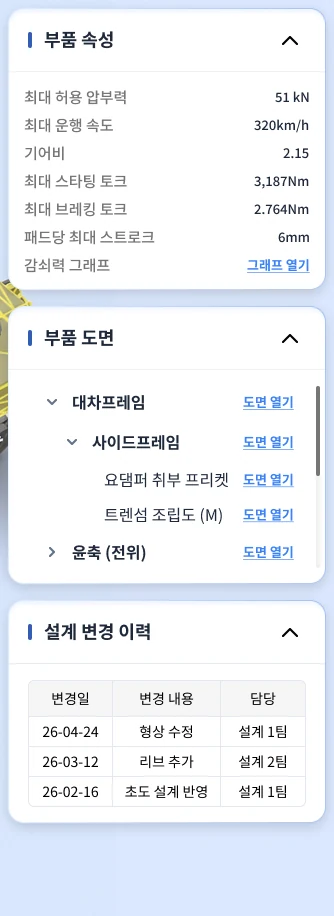 부품 속성
최대 허용 압부력 51 kN
최대 운행 속도 320km/h
기어비 2.15
최대 스타팅 토크 3,187Nm
최대 브레킹 토크 2.764Nm
패드당 최대 스트로크 6mm
감쇠력 그래프 그래프 열기
부품 도면
대차프레임 도면 열기
사이드프레임 도면 열기
요댐퍼 취부 프리켓 도면 열기
트렌섬 조립도 (M) 도면 열기
윤축 (전위) 도면 열기
설계 변경 이력
변경일 변경 내용 담당
26-04-24 형상 수정 설계 1팀
26-03-12 리브 추가 설계 2팀
26-02-16 초도 설계 반영 설계 1팀